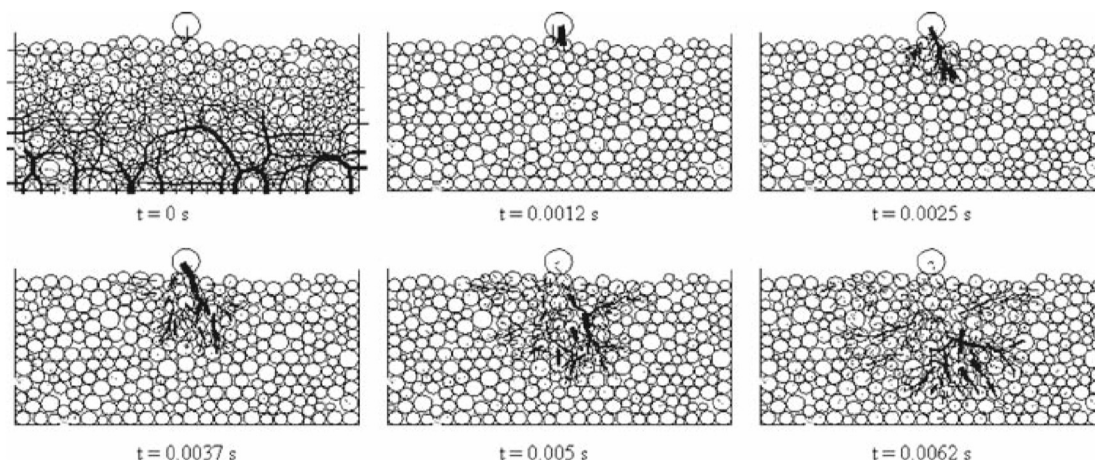 t = 0 s
t = 0.0012 s
t = 0.0025 s
t = 0.0037 s
t = 0.005 s
t = 0.0062 s